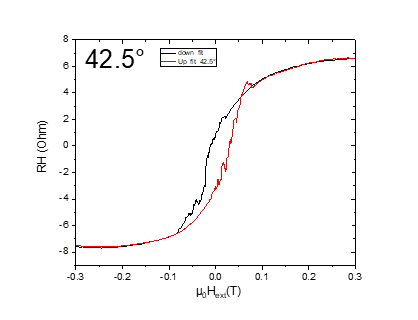 42.5°
down fit
Up fit 42.5°
RH (Ohm)
8
6
4
2
0
-2
-4
-6
-8
-0.3 -0.2 -0.1 0.0 0.1 0.2 0.3
μ₀Hext(T)